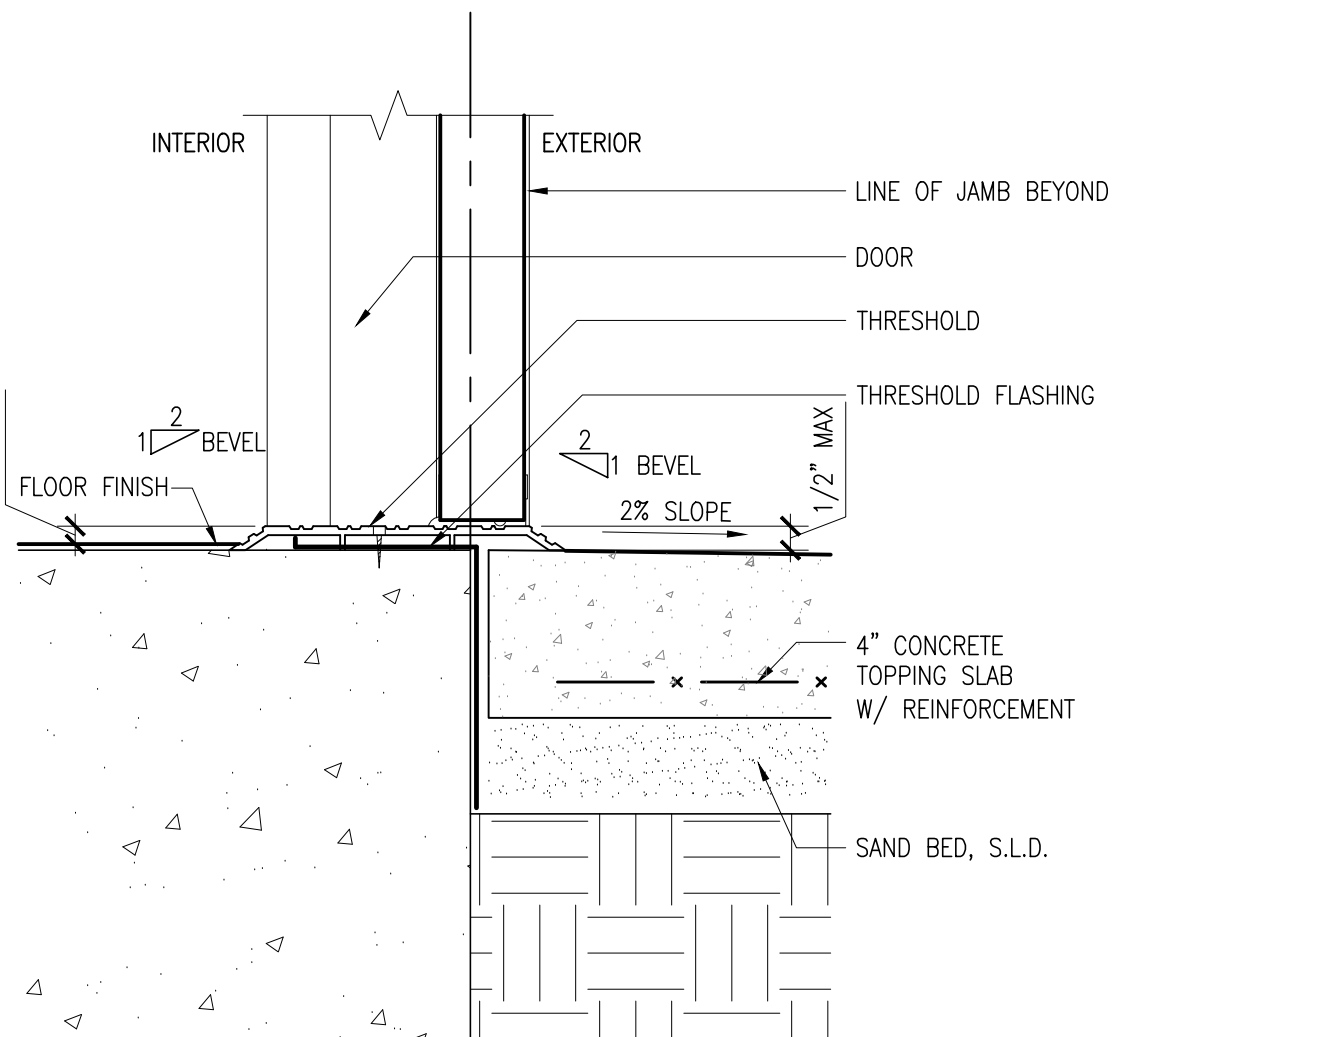 INTERIOR
EXTERIOR
LINE OF JAMB BEYOND
DOOR
THRESHOLD
THRESHOLD FLASHING
2
1 BEVEL
2
1 BEVEL
1/2" MAX
FLOOR FINISH
2% SLOPE
4" CONCRETE
TOPPING SLAB
W/ REINFORCEMENT
SAND BED, S.L.D.